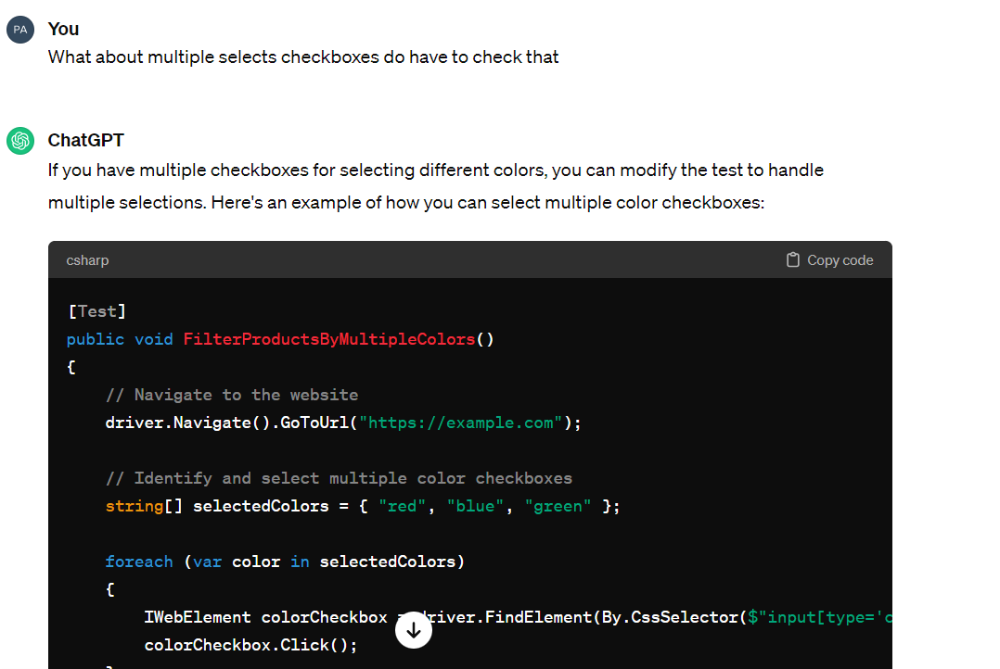 PA
You
What about multiple selects checkboxes do have to check that
ChatGPT
If you have multiple checkboxes for selecting different colors, you can modify the test to handle
multiple selections. Here's an example of how you can select multiple color checkboxes:
csharp
Copy code
[Test]
public void FilterProductsByMultipleColors()
{
// Navigate to the website
driver.Navigate().GoToUrl("https://example.com");
// Identify and select multiple color checkboxes
string[] selectedColors = { "red", "blue", "green" };
foreach (var color in selectedColors)
{
IWebElement colorCheckbox = driver.FindElement(By.CssSelector($"input[type='c
colorCheckbox.Click();
}